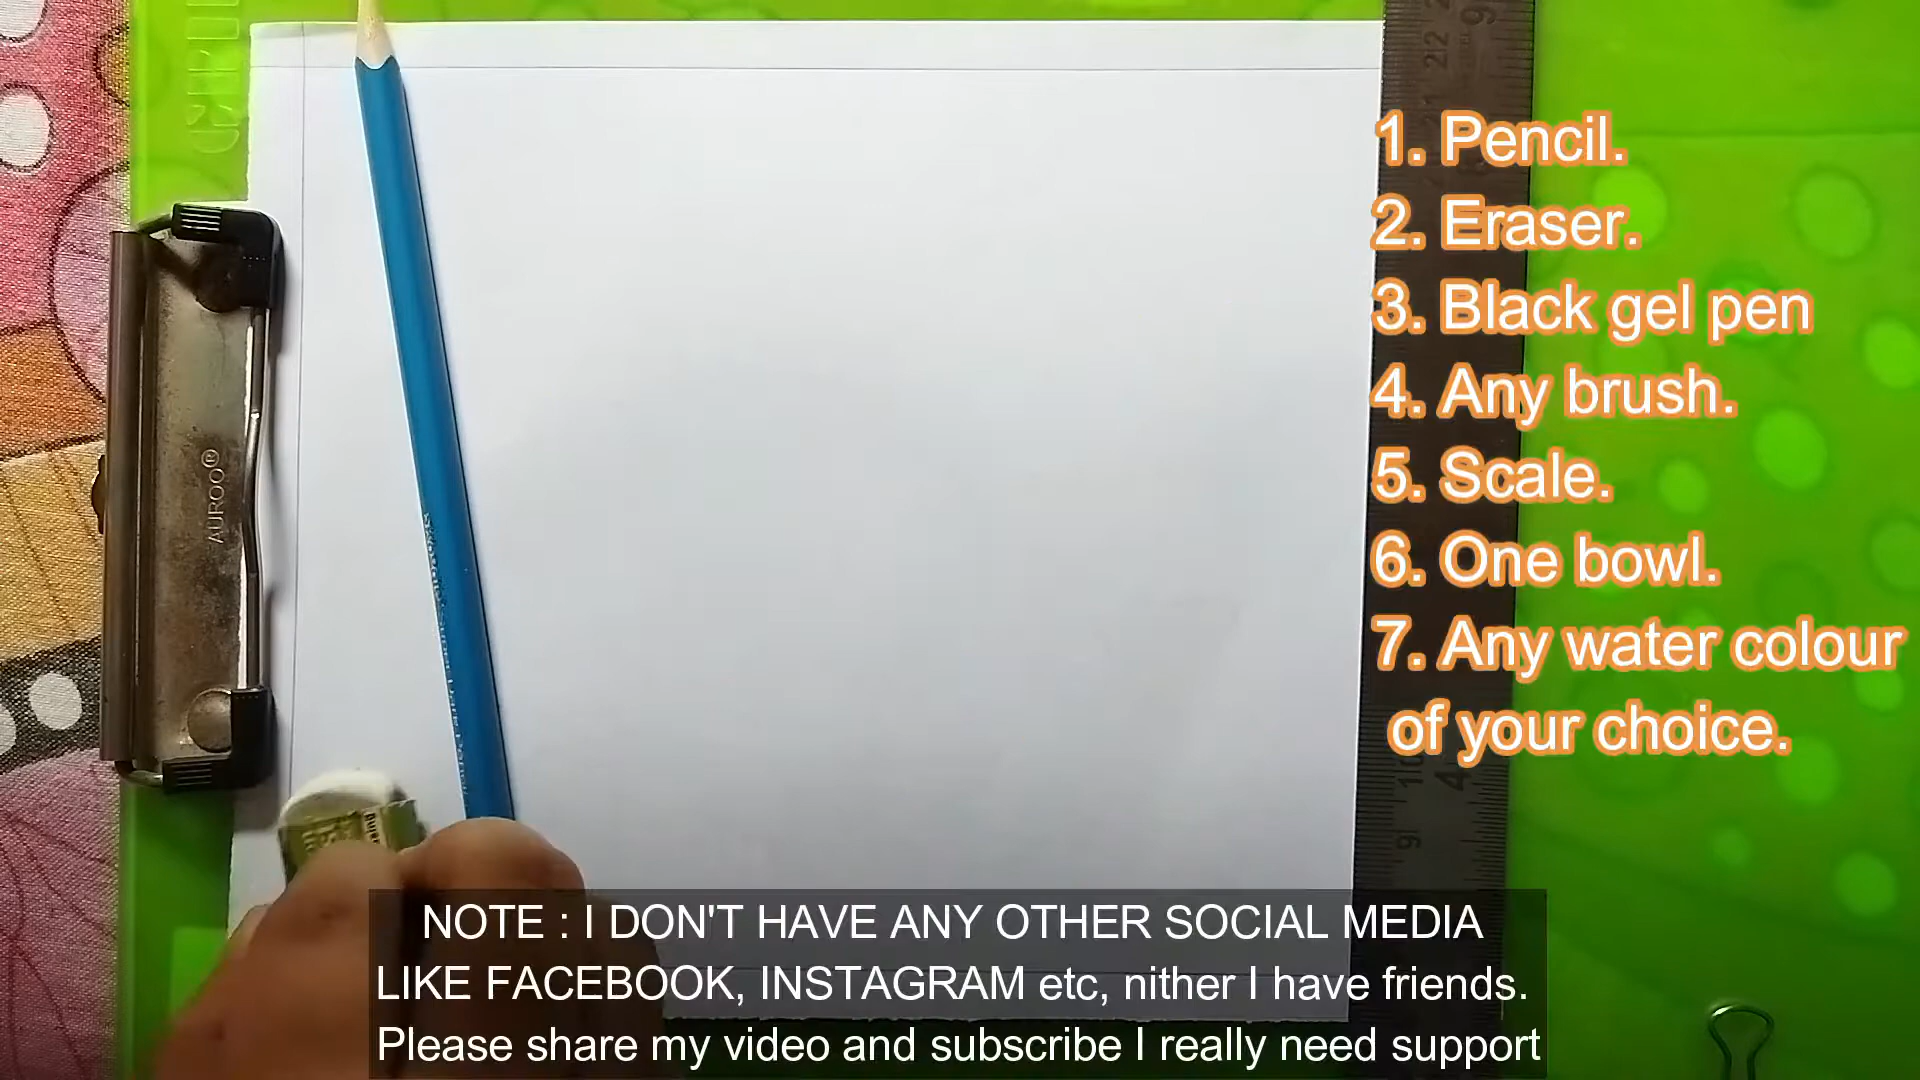 1. Pencil.
2. Eraser.
3. Black gel pen
4. Any brush.
5. Scale.
6. One bowl.
7. Any water colour
of your choice.
AUROO®
NOTE : I DON'T HAVE ANY OTHER SOCIAL MEDIA
LIKE FACEBOOK, INSTAGRAM etc, nither I have friends.
Please share my video and subscribe I really need support